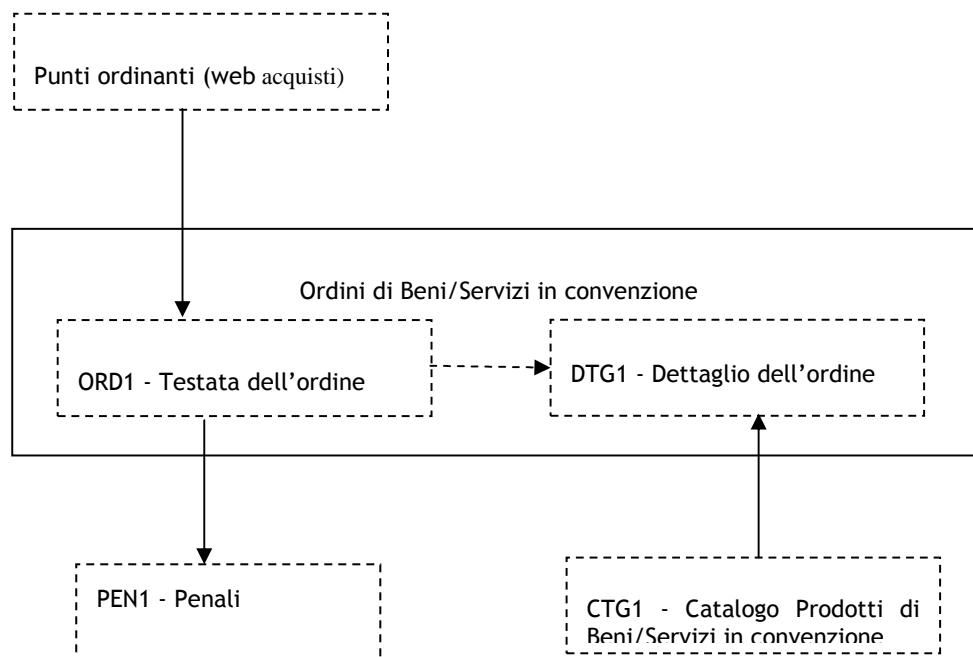 Punti ordinanti (web acquisti)
Ordini di Beni/Servizi in convenzione
ORD1 - Testata dell’ordine
DTG1 - Dettaglio dell’ordine
PEN1 - Penali
CTG1 - Catalogo Prodotti di
Beni/Servizi in convenzione